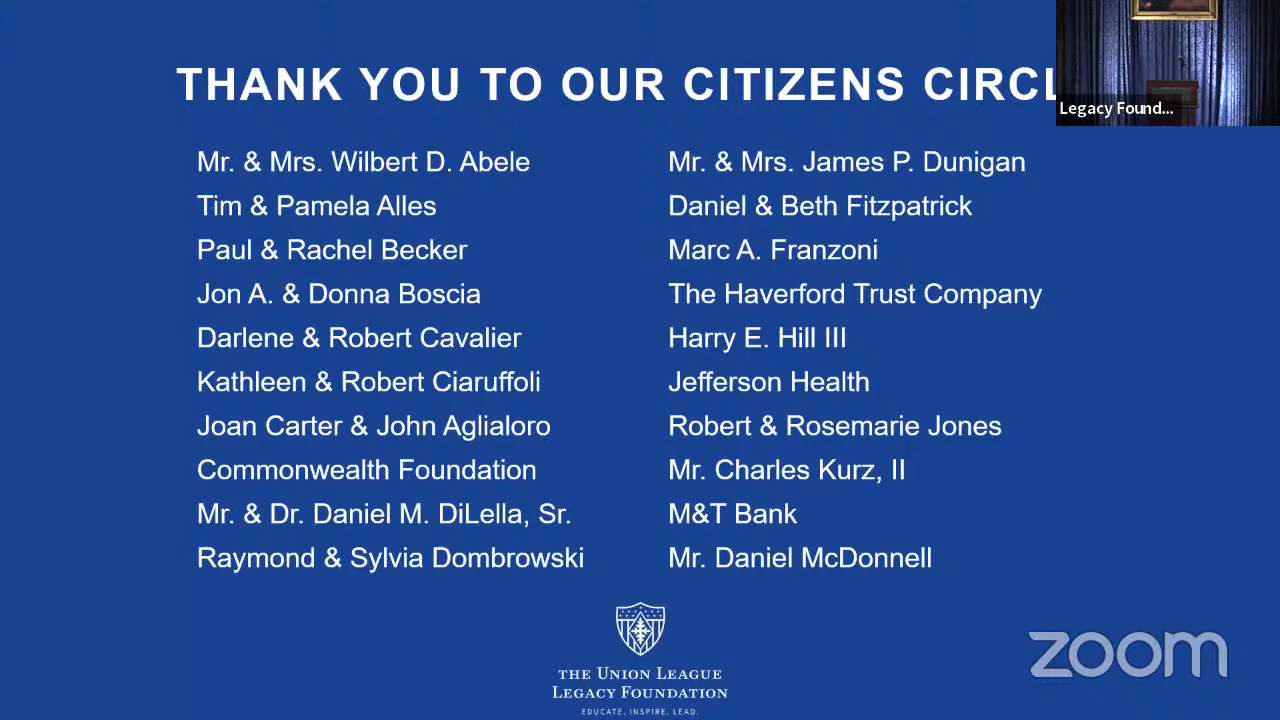 THANK YOU TO OUR CITIZENS CIRCL
Legacy Found...
Mr. & Mrs. Wilbert D. Abele
Tim & Pamela Alles
Paul & Rachel Becker
Jon A. & Donna Boscia
Darlene & Robert Cavalier
Kathleen & Robert Ciaruffoli
Joan Carter & John Aglialoro
Commonwealth Foundation
Mr. & Dr. Daniel M. DiLella, Sr.
Raymond & Sylvia Dombrowski
Mr. & Mrs. James P. Dunigan
Daniel & Beth Fitzpatrick
Marc A. Franzoni
The Haverford Trust Company
Harry E. Hill III
Jefferson Health
Robert & Rosemarie Jones
Mr. Charles Kurz, II
M&T Bank
Mr. Daniel McDonnell
THE UNION LEAGUE
LEGACY FOUNDATION
EDUCATE. INSPIRE. LEAD.
zoom